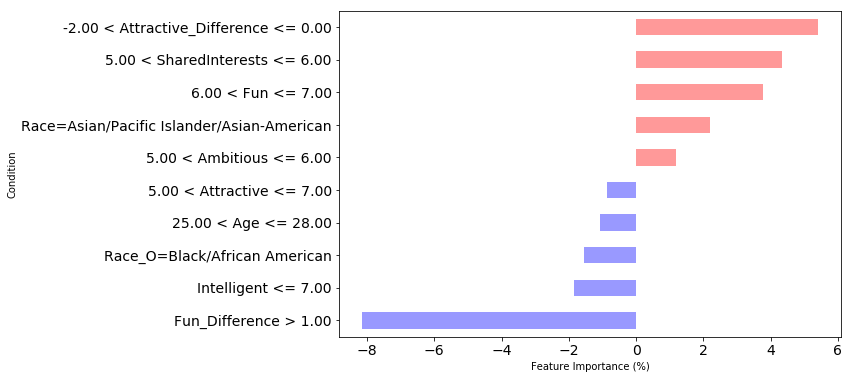 -2.00 < Attractive_Difference <= 0.00
5.00 < SharedInterests <= 6.00
6.00 < Fun <= 7.00
Race=Asian/Pacific Islander/Asian-American
5.00 < Ambitious <= 6.00
5.00 < Attractive <= 7.00
25.00 < Age <= 28.00
Race_O=Black/African American
Intelligent <= 7.00
Fun_Difference > 1.00
Condition
−8 −6 −4 −2 0 2 4 6
Feature Importance (%)